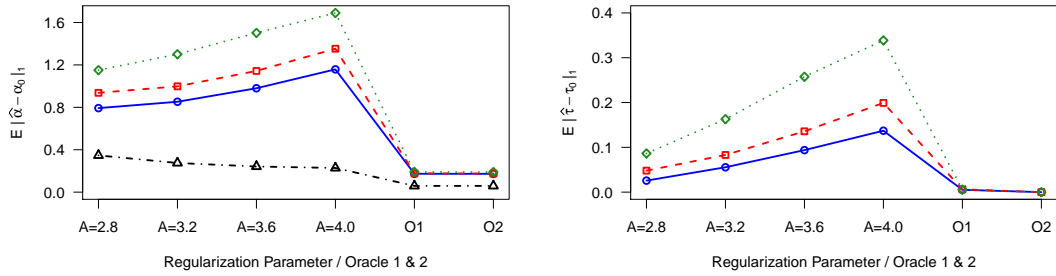 E | α̂ − α₀ |₁
1.6
1.2
0.8
0.4
0.0
A=2.8 A=3.2 A=3.6 A=4.0 O1 O2
Regularization Parameter / Oracle 1 & 2
E | τ̂ − τ₀ |₁
0.4
0.3
0.2
0.1
0.0
A=2.8 A=3.2 A=3.6 A=4.0 O1 O2
Regularization Parameter / Oracle 1 & 2